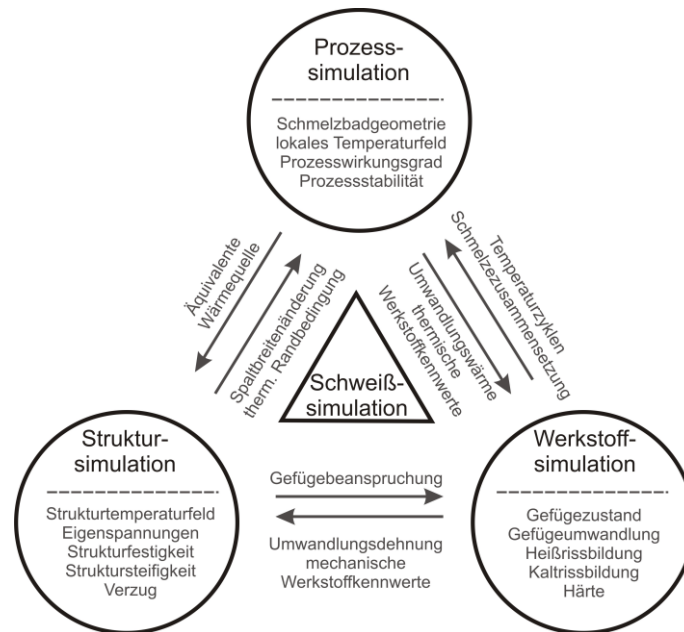 Prozess-
simulation
Schmelzbadgeometrie
lokales Temperaturfeld
Prozesswirkungsgrad
Prozessstabilität
Äquivalente
Wärmequelle
Spaltbreitenänderung
therm. Randbedingung
Umwandlungswärme
thermische
Werkstoffkennwerte
Temperaturzyklen
Schmelzezusammensetzung
Schweiß-
simulation
Struktur-
simulation
Strukturtemperaturfeld
Eigenspannungen
Strukturfestigkeit
Struktursteifigkeit
Verzug
Gefügebeanspruchung
Umwandlungsdehnung
mechanische
Werkstoffkennwerte
Werkstoff-
simulation
Gefügezustand
Gefügeumwandlung
Heißrissbildung
Kaltrissbildung
Härte